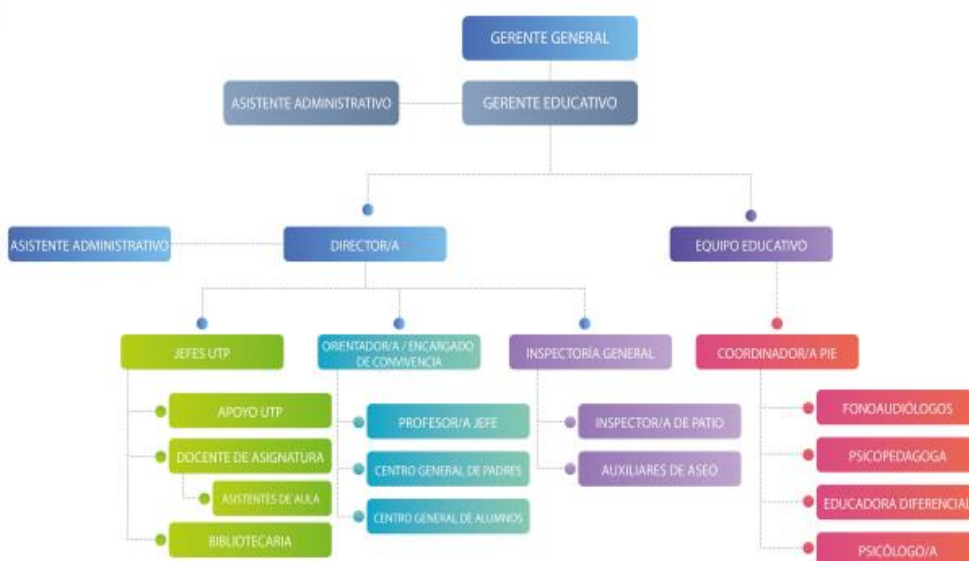 GERENTE GENERAL
ASISTENTE ADMINISTRATIVO
GERENTE EDUCATIVO
ASISTENTE ADMINISTRATIVO
DIRECTOR/A
EQUIPO EDUCATIVO
JEFES UTP
ORIENTADOR/A / ENCARGADO
DE CONVIVENCIA
INSPECTORÍA GENERAL
COORDINADOR/A PIE
APOYO UTP
DOCENTE DE ASIGNATURA
ASISTENTES DE AULA
BIBLIOTECARIA
PROFESOR/A JEFE
CENTRO GENERAL DE PADRES
CENTRO GENERAL DE ALUMNOS
INSPECTOR/A DE PATIO
AUXILIARES DE ASEO
FONOAUDIÓLOGOS
PSICOPEDAGOGA
EDUCADORA DIFERENCIAL
PSICÓLOGO/A